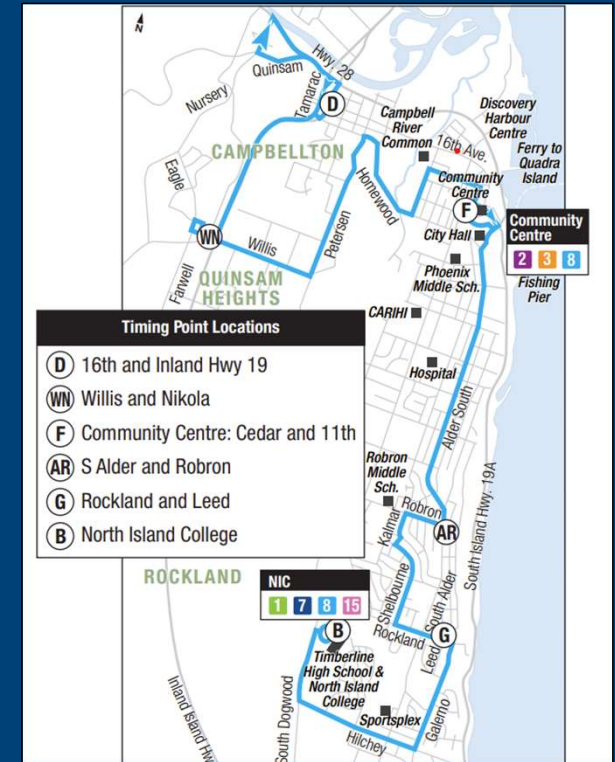 N
Hwy. 28
Quinsam
Nursery
Tamarac
D
Discovery
Harbour
Centre
Campbell
River
Common
16th Ave.
Ferry to
Quadra
Island
CAMPBELLTON
Eagle
Homewood
Community
Centre
F
WN
Petersen
City Hall
Community
Centre
2 3 8
Willis
Farwell
QUINSAM
HEIGHTS
Phoenix
Middle Sch.
Fishing
Pier
CARIHI
Timing Point Locations
D 16th and Inland Hwy 19
WN Willis and Nikola
F Community Centre: Cedar and 11th
AR S Alder and Robron
G Rockland and Leed
B North Island College
Hospital
Alder South
South Island Hwy. 19A
Robron
Middle
Sch.
Robron
Kalmar
AR
ROCKLAND
NIC
1 7 8 15
Shelbourne
South Alder
B
Rockland
G
Leed
Timberline
High School &
North Island
College
Sportsplex
Galerno
South Dogwood
Hilchey
Inland Island Hw